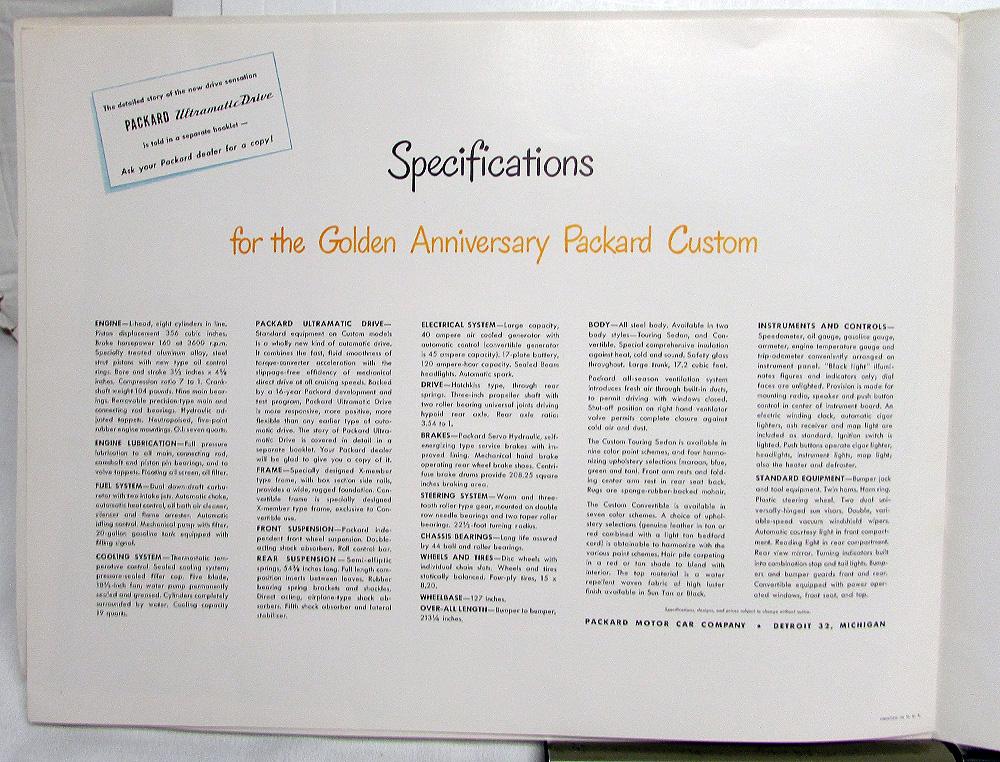 The detailed story of the new drive sensation
PACKARD Ultramatic Drive
is told in a separate booklet —
Ask your Packard dealer for a copy!
Specifications
for the Golden Anniversary Packard Custom
ENGINE—L-head, eight cylinders in line.
Piston displacement 356 cubic inches.
Brake horsepower 160 at 3600 r.p.m.
Specially treated aluminum alloy, steel
strut pistons with new type oil control
rings. Bore and stroke 3½ inches x 4⅝
inches. Compression ratio 7 to 1. Crank-
shaft weight 104 pounds. Nine main bear-
ings. Removable precision-type main and
connecting rod bearings. Hydraulic ad-
justed tappets. Neutrapoised, five-point
rubber engine mountings. Oil seven quarts.
ENGINE LUBRICATION—Full pressure
lubrication to all main, connecting rod,
camshaft and piston pin bearings, and to
valve tappets. Floating oil screen, oil filter.
FUEL SYSTEM—Dual down-draft carbu-
retor with two intake jets. Automatic choke,
automatic heat control, oil bath air cleaner,
silencer and flame arrester. Automatic
idling control. Mechanical pump with filter.
20-gallon gasoline tank equipped with
filling signal.
COOLING SYSTEM—Thermostatic tem-
perature control. Sealed cooling system;
pressure-sealed filler cap. Five blade,
18½-inch fan; water pump permanently
sealed and greased. Cylinders completely
surrounded by water. Cooling capacity
19 quarts.
PACKARD ULTRAMATIC DRIVE—
Standard equipment on Custom models
is a wholly new kind of automatic drive.
It combines the fast, fluid smoothness of
torque-converter acceleration with the
slippage-free efficiency of mechanical
direct drive at all cruising speeds. Backed
by a 16-year Packard development and
test program, Packard Ultramatic Drive
is more responsive, more positive, more
flexible than any earlier type of auto-
matic drive. The story of Packard Ultra-
matic Drive is covered in detail in a
separate booklet. Your Packard dealer
will be glad to give you a copy of it.
FRAME—Specially designed X-member
type frame, with box section side rails,
provides a wide, rugged foundation. Con-
vertible frame is specially designed
X-member type frame, exclusive to Con-
vertible use.
FRONT SUSPENSION—Packard inde-
pendent front wheel suspension. Double-
acting shock absorbers. Roll control bar.
REAR SUSPENSION—Semi-elliptic
springs, 54⅝ inches long. Full length com-
position inserts between leaves. Rubber
bearing spring brackets and shackles.
Direct acting, airplane-type shock ab-
sorbers. Fifth shock absorber and lateral
stabilizer.
ELECTRICAL SYSTEM—Large capacity,
40 ampere air cooled generator with
automatic control (convertible generator
is 45 ampere capacity). 17-plate battery,
120 ampere-hour capacity. Sealed Beam
headlights. Automatic spark.
DRIVE—Hotchkiss type, through rear
springs. Three-inch propeller shaft with
two roller bearing universal joints driving
hypoid rear axle. Rear axle ratio:
3.54 to 1.
BRAKES—Packard Servo Hydraulic, self-
energizing type service brakes with im-
proved lining. Mechanical hand brake
operating rear wheel brake shoes. Centri-
fuse brake drums provide 208.25 square
inches braking area.
STEERING SYSTEM—Worm and three-
tooth roller type gear, mounted on double
row needle bearings and two taper roller
bearings. 22½-foot turning radius.
CHASSIS BEARINGS—Long life assured
by 44 ball and roller bearings.
WHEELS AND TIRES—Disc wheels with
individual chain slots. Wheels and tires
statically balanced. Four-ply tires, 15 x
8.20.
WHEELBASE—127 inches.
OVER-ALL LENGTH—Bumper to bumper,
213¼ inches.
BODY—All steel body. Available in two
body styles—Touring Sedan, and Con-
vertible. Special comprehensive insulation
against heat, cold and sound. Safety glass
throughout. Large trunk, 17.2 cubic feet.
Packard all-season ventilation system
introduces fresh air through built-in ducts,
to permit driving with windows closed.
Shut-off position on right hand ventilator
valve permits complete closure against
cold air and dust.
The Custom Touring Sedan is available in
nine color schemes, and four harmo-
nizing upholstery selections (maroon, blue,
green and tan). Front arm rests and fold-
ing center arm rest in rear seat back.
Rugs are sponge-rubber-backed mohair.
The Custom Convertible is available in
seven color schemes. A choice of uphol-
stery selections (genuine leather in tan or
red combined with a light tan bedford
cord) is obtainable to harmonize with the
various paint schemes. Hair pile carpeting
in a red or tan shade to blend with
interior. The top material is a water
repellent woven fabric of high luster
finish available in Sun Tan or Black.
INSTRUMENTS AND CONTROLS—
Speedometer, oil gauge, gasoline gauge,
ammeter, engine temperature gauge and
trip-odometer conveniently arranged on
instrument panel. "Black light" illumi-
nates figures and indicators only; dial
faces are unlighted. Provision is made for
mounting radio, speaker and push button
control in center of instrument board. An
electric winding clock, automatic cigar
lighters, ash receiver and map light are
included as standard. Ignition switch is
lighted. Push buttons operate cigar lighter,
headlights, instrument lights, map light;
also the heater and defroster.
STANDARD EQUIPMENT—Bumper jack
and tool equipment. Twin horns. Horn ring.
Plastic steering wheel. Two dual uni-
versally-hinged sun visors. Double, vari-
able-speed vacuum windshield wipers.
Automatic courtesy light in front compart-
ment. Reading light in rear compartment.
Rear view mirror. Turning indicators built
into combination stop and tail lights. Bump-
ers and bumper guards front and rear.
Convertible equipped with power oper-
ated windows, front seat, and top.
Specifications, designs, and prices subject to change without notice.
PACKARD MOTOR CAR COMPANY • DETROIT 32, MICHIGAN
PRINTED IN U. S. A.